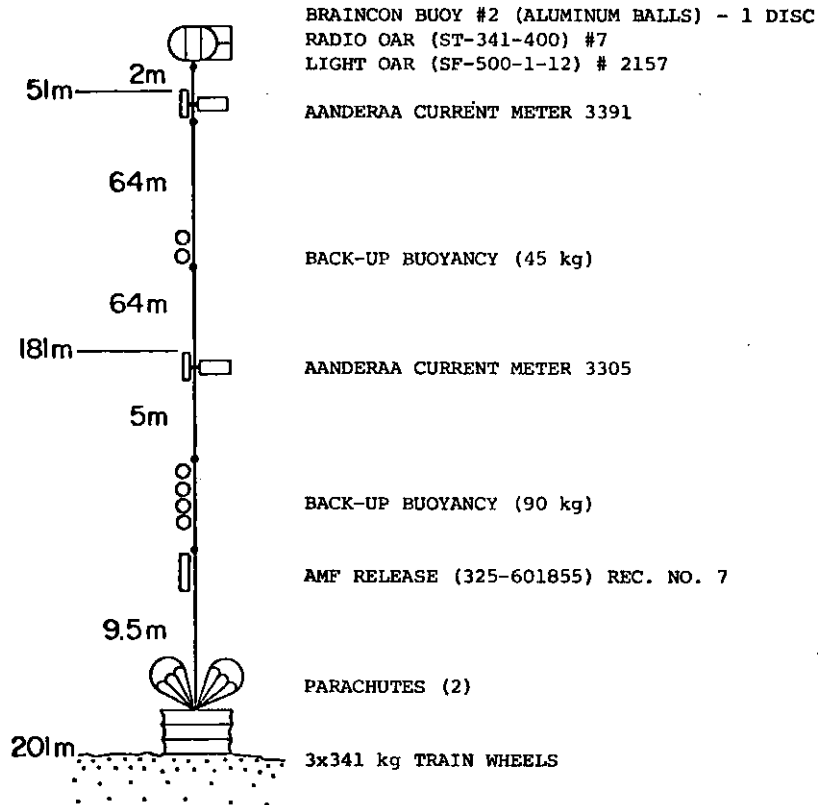 BRAINCON BUOY #2 (ALUMINUM BALLS) - 1 DISC
RADIO OAR (ST-341-400) #7
LIGHT OAR (SF-500-1-12) # 2157
2m
51m
AANDERAA CURRENT METER 3391
64m
BACK-UP BUOYANCY (45 kg)
64m
181m
AANDERAA CURRENT METER 3305
5m
BACK-UP BUOYANCY (90 kg)
AMF RELEASE (325-601855) REC. NO. 7
9.5m
PARACHUTES (2)
201m
3x341 kg TRAIN WHEELS